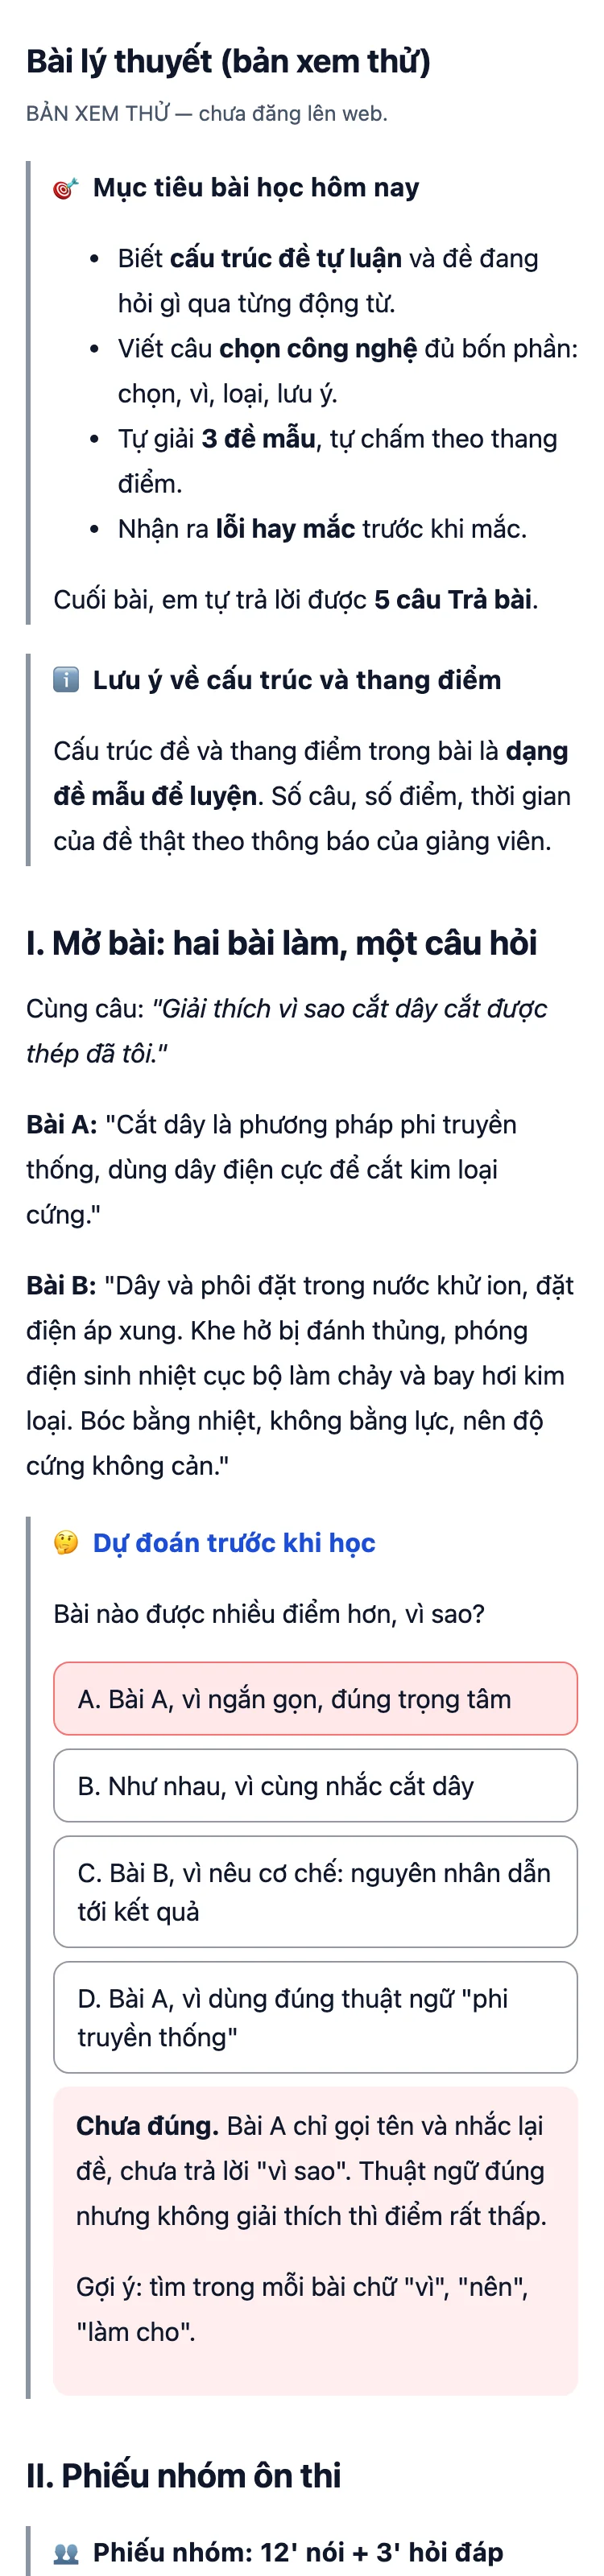 Bài lý thuyết (bản xem thử)
BẢN XEM THỬ — chưa đăng lên web.
🎯 Mục tiêu bài học hôm nay
• Biết cấu trúc đề tự luận và đề đang
hỏi gì qua từng động từ.
• Viết câu chọn công nghệ đủ bốn phần:
chọn, vì, loại, lưu ý.
• Tự giải 3 đề mẫu, tự chấm theo thang
điểm.
• Nhận ra lỗi hay mắc trước khi mắc.
Cuối bài, em tự trả lời được 5 câu Trả bài.
ℹ️ Lưu ý về cấu trúc và thang điểm
Cấu trúc đề và thang điểm trong bài là dạng
đề mẫu để luyện. Số câu, số điểm, thời gian
của đề thật theo thông báo của giảng viên.
I. Mở bài: hai bài làm, một câu hỏi
Cùng câu: "Giải thích vì sao cắt dây cắt được
thép đã tôi."
Bài A: "Cắt dây là phương pháp phi truyền
thống, dùng dây điện cực để cắt kim loại
cứng."
Bài B: "Dây và phôi đặt trong nước khử ion, đặt
điện áp xung. Khe hở bị đánh thủng, phóng
điện sinh nhiệt cục bộ làm chảy và bay hơi kim
loại. Bóc bằng nhiệt, không bằng lực, nên độ
cứng không cản."
🤔 Dự đoán trước khi học
Bài nào được nhiều điểm hơn, vì sao?
A. Bài A, vì ngắn gọn, đúng trọng tâm
B. Như nhau, vì cùng nhắc cắt dây
C. Bài B, vì nêu cơ chế: nguyên nhân dẫn
tới kết quả
D. Bài A, vì dùng đúng thuật ngữ "phi
truyền thống"
Chưa đúng. Bài A chỉ gọi tên và nhắc lại
đề, chưa trả lời "vì sao". Thuật ngữ đúng
nhưng không giải thích thì điểm rất thấp.
Gợi ý: tìm trong mỗi bài chữ "vì", "nên",
"làm cho".
II. Phiếu nhóm ôn thi
👥 Phiếu nhóm: 12' nói + 3' hỏi đáp